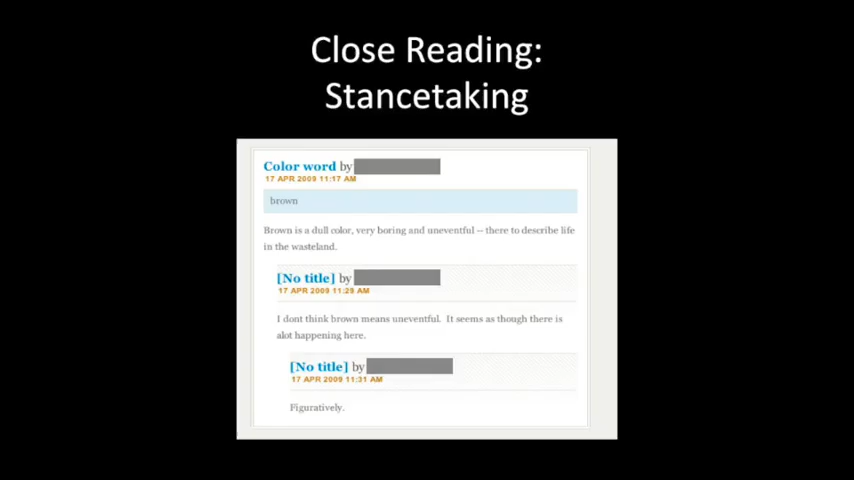 Close Reading:
Stancetaking
Color word by
17 APR 2009 11:17 AM
brown
Brown is a dull color, very boring and uneventful -- there to describe life
in the wasteland.
[No title] by
17 APR 2009 11:29 AM
I dont think brown means uneventful.  It seems as though there is
alot happening here.
[No title] by
17 APR 2009 11:31 AM
Figuratively.